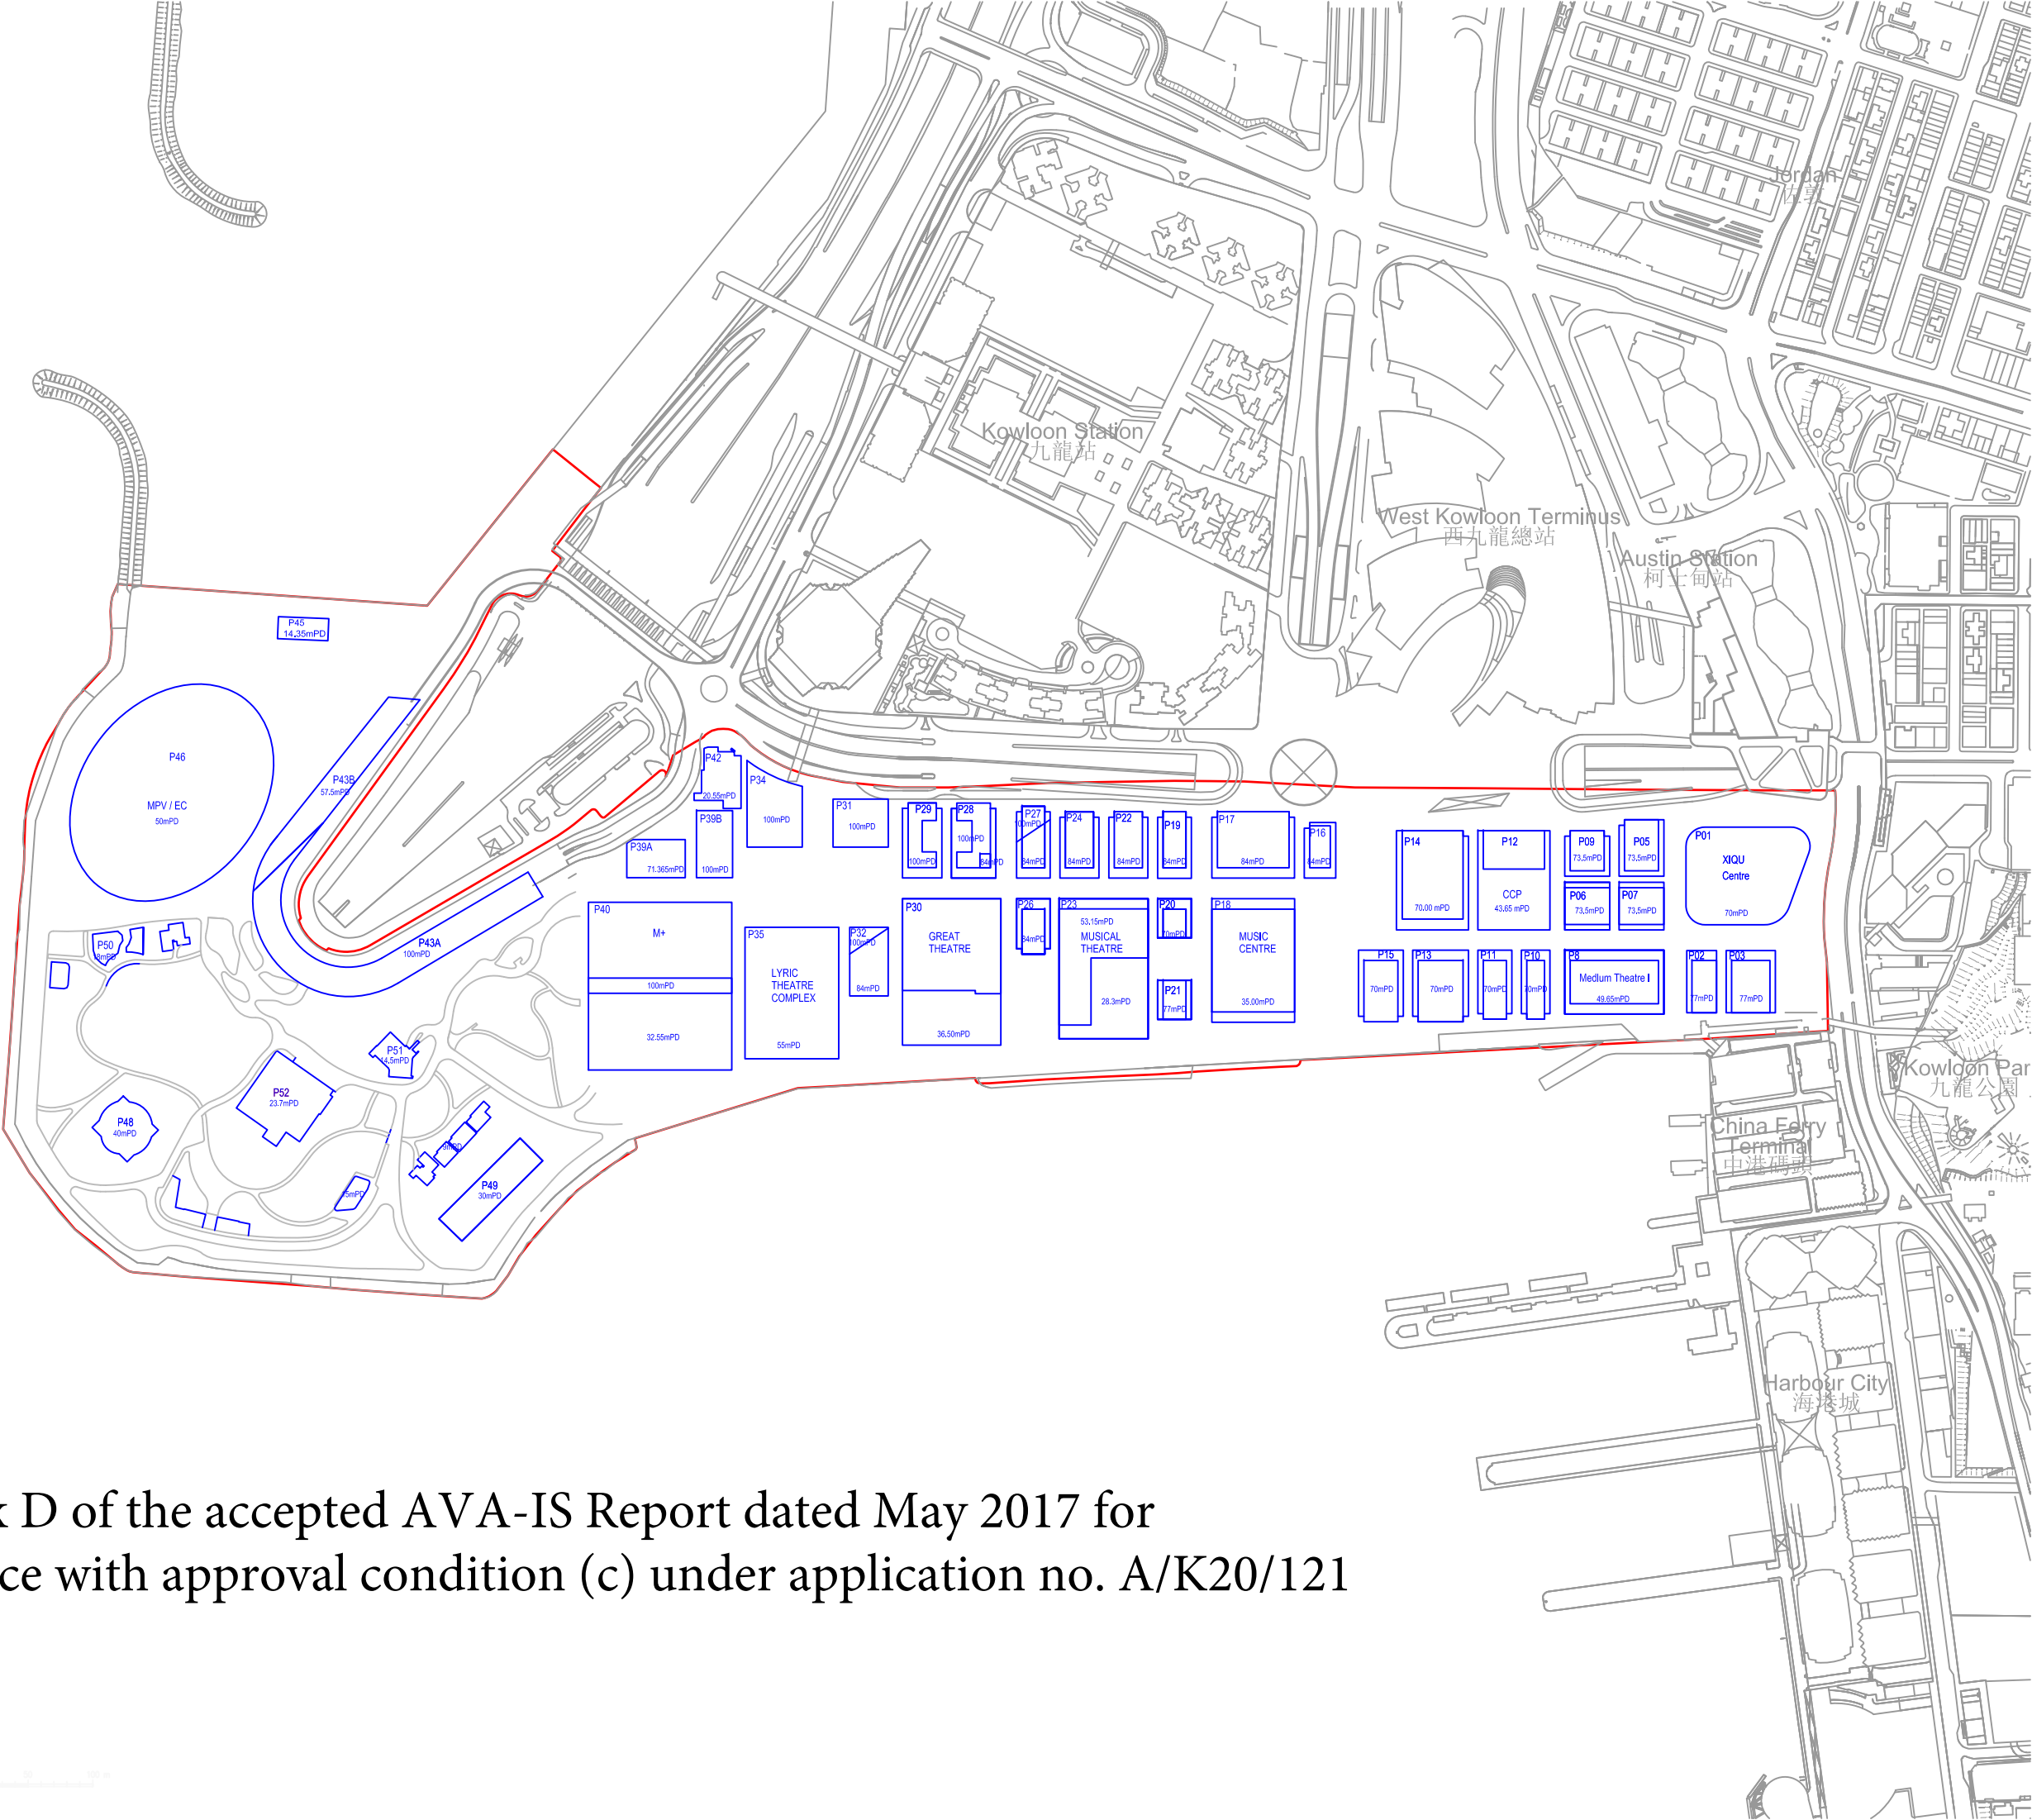 Jordan
佐敦
Kowloon Station
九龍站
West Kowloon Terminus
西九龍總站
Austin Station
柯士甸站
P45
14.35mPD
P46
MPV / EC
50mPD
P43B
57.5mPD
P42
20.55mPD
P34
100mPD
P39B
100mPD
P39A
71.365mPD
P31
100mPD
P29
100mPD
P28
100mPD
84mPD
P27
100mPD
84mPD
P24
84mPD
P22
84mPD
P19
84mPD
P17
84mPD
P16
84mPD
P14
70.00 mPD
P12
CCP
43.65 mPD
P09
73.5mPD
P05
73.5mPD
P06
73.5mPD
P07
73.5mPD
P01
XIQU
Centre
70mPD
P40
M+
100mPD
32.55mPD
P35
LYRIC
THEATRE
COMPLEX
55mPD
P32
100mPD
84mPD
P30
GREAT
THEATRE
36.50mPD
P26
84mPD
P23
53.15mPD
MUSICAL
THEATRE
28.3mPD
P20
70mPD
P21
77mPD
P18
MUSIC
CENTRE
35.00mPD
P15
70mPD
P13
70mPD
P11
70mPD
P10
70mPD
P8
Medium Theatre I
49.65mPD
P02
77mPD
P03
77mPD
P43A
100mPD
P50
P51
14.5mPD
P52
23.7mPD
P48
40mPD
P49
30mPD
Kowloon Par
九龍公園
China Ferry
Terminal
中港碼頭
Harbour City
海港城
D of the accepted AVA-IS Report dated May 2017 for
ce with approval condition (c) under application no. A/K20/121